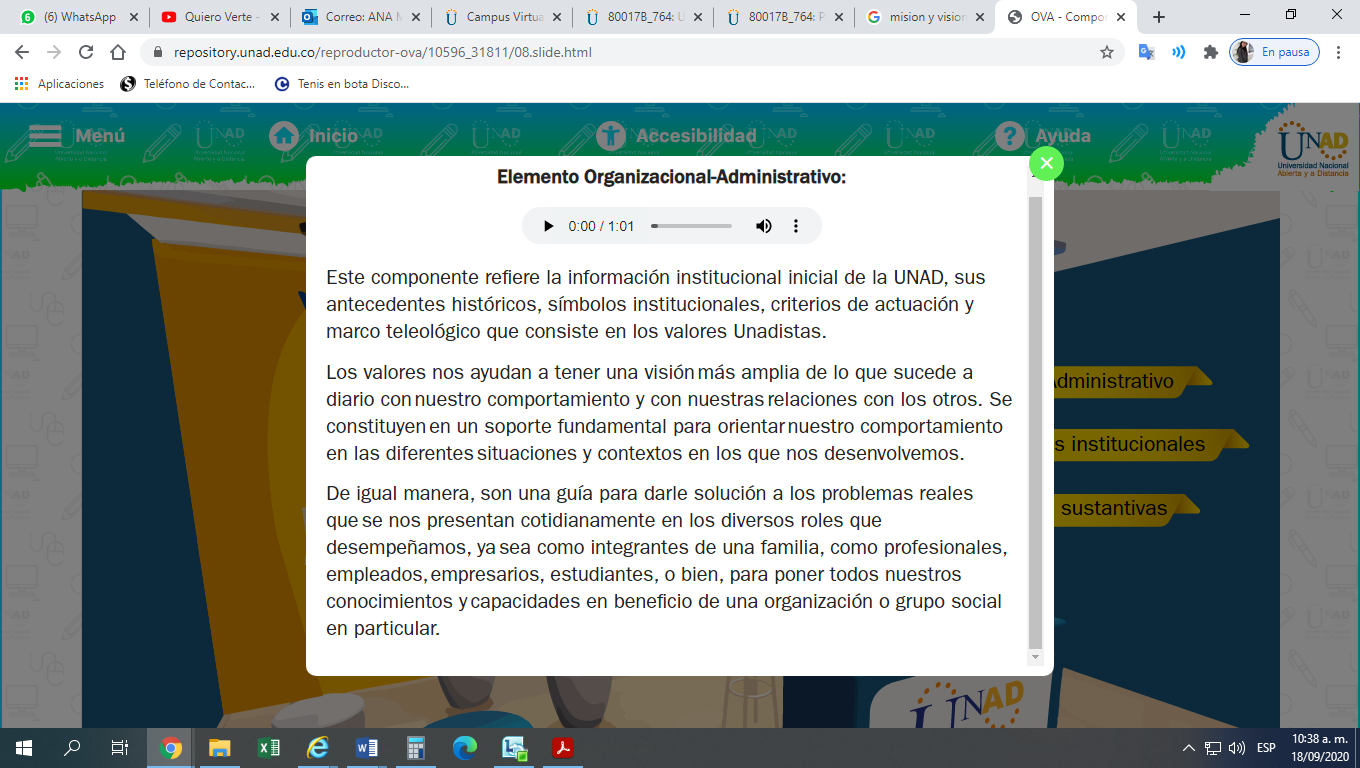 (6) WhatsApp
Quiero Verte -
Correo: ANA M
Campus Virtua
80017B_764: U
80017B_764: P
mision y vision
OVA - Compo
repository.unad.edu.co/reproductor-ova/10596_31811/08.slide.html
En pausa
Aplicaciones
Teléfono de Contac...
Tenis en bota Disco...
Menú
Inicio
Accesibilidad
Ayuda
UNAD
Universidad Nacional
Abierta y a Distancia
Elemento Organizacional-Administrativo:
0:00 / 1:01
Este componente refiere la información institucional inicial de la UNAD, sus
antecedentes históricos, símbolos institucionales, criterios de actuación y
marco teleológico que consiste en los valores Unadistas.
Los valores nos ayudan a tener una visión más amplia de lo que sucede a
diario con nuestro comportamiento y con nuestras relaciones con los otros. Se
constituyen en un soporte fundamental para orientar nuestro comportamiento
en las diferentes situaciones y contextos en los que nos desenvolvemos.
De igual manera, son una guía para darle solución a los problemas reales
que se nos presentan cotidianamente en los diversos roles que
desempeñamos, ya sea como integrantes de una familia, como profesionales,
empleados, empresarios, estudiantes, o bien, para poner todos nuestros
conocimientos y capacidades en beneficio de una organización o grupo social
en particular.
Administrativo
s institucionales
sustantivas
UNAD
ESP
10:38 a. m.
18/09/2020